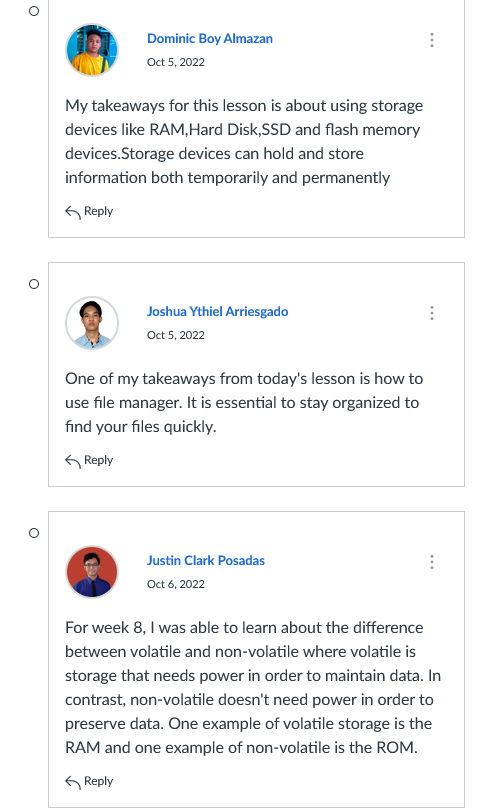 Dominic Boy Almazan
Oct 5, 2022
My takeaways for this lesson is about using storage
devices like RAM,Hard Disk,SSD and flash memory
devices.Storage devices can hold and store
information both temporarily and permanently
Reply
Joshua Ythiel Arriesgado
Oct 5, 2022
One of my takeaways from today's lesson is how to
use file manager. It is essential to stay organized to
find your files quickly.
Reply
Justin Clark Posadas
Oct 6, 2022
For week 8, I was able to learn about the difference
between volatile and non-volatile where volatile is
storage that needs power in order to maintain data. In
contrast, non-volatile doesn't need power in order to
preserve data. One example of volatile storage is the
RAM and one example of non-volatile is the ROM.
Reply